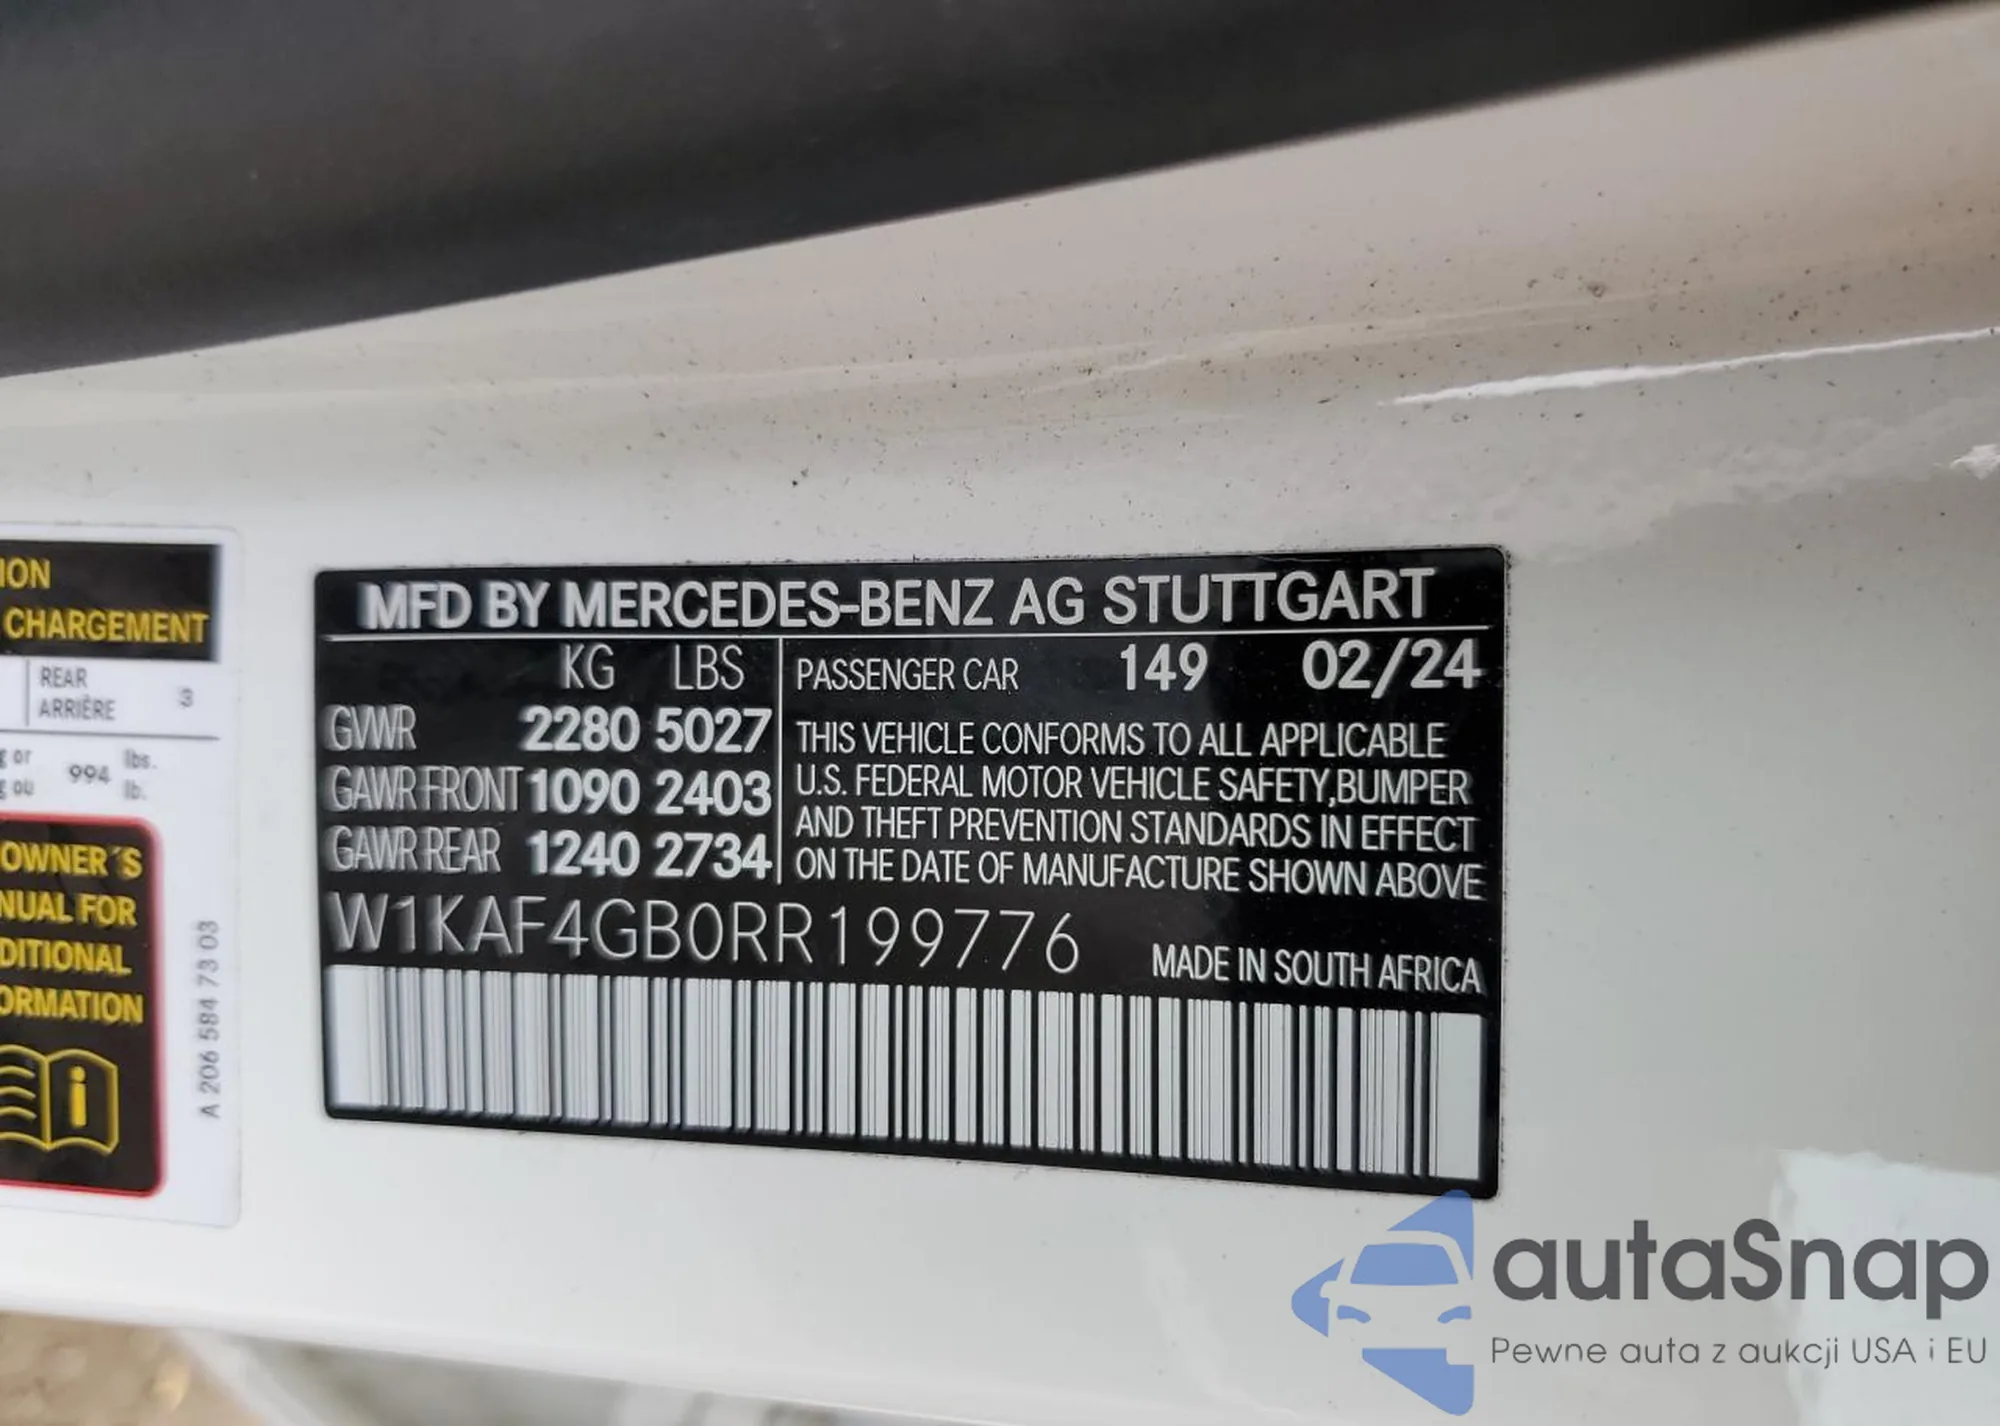 ION
CHARGEMENT
REAR
ARRIÈRE 3
g or
g ou 994 lbs.
lb.
OWNER´S
NUAL FOR
DITIONAL
ORMATION
i
A 206 584 73 03
MFD BY MERCEDES-BENZ AG STUTTGART
KG LBS
GVWR 2280 5027
GAWR FRONT 1090 2403
GAWR REAR 1240 2734
PASSENGER CAR 149 02/24
THIS VEHICLE CONFORMS TO ALL APPLICABLE
U.S. FEDERAL MOTOR VEHICLE SAFETY,BUMPER
AND THEFT PREVENTION STANDARDS IN EFFECT
ON THE DATE OF MANUFACTURE SHOWN ABOVE
W1KAF4GB0RR199776
MADE IN SOUTH AFRICA
autaSnap
Pewne auta z aukcji USA i EU